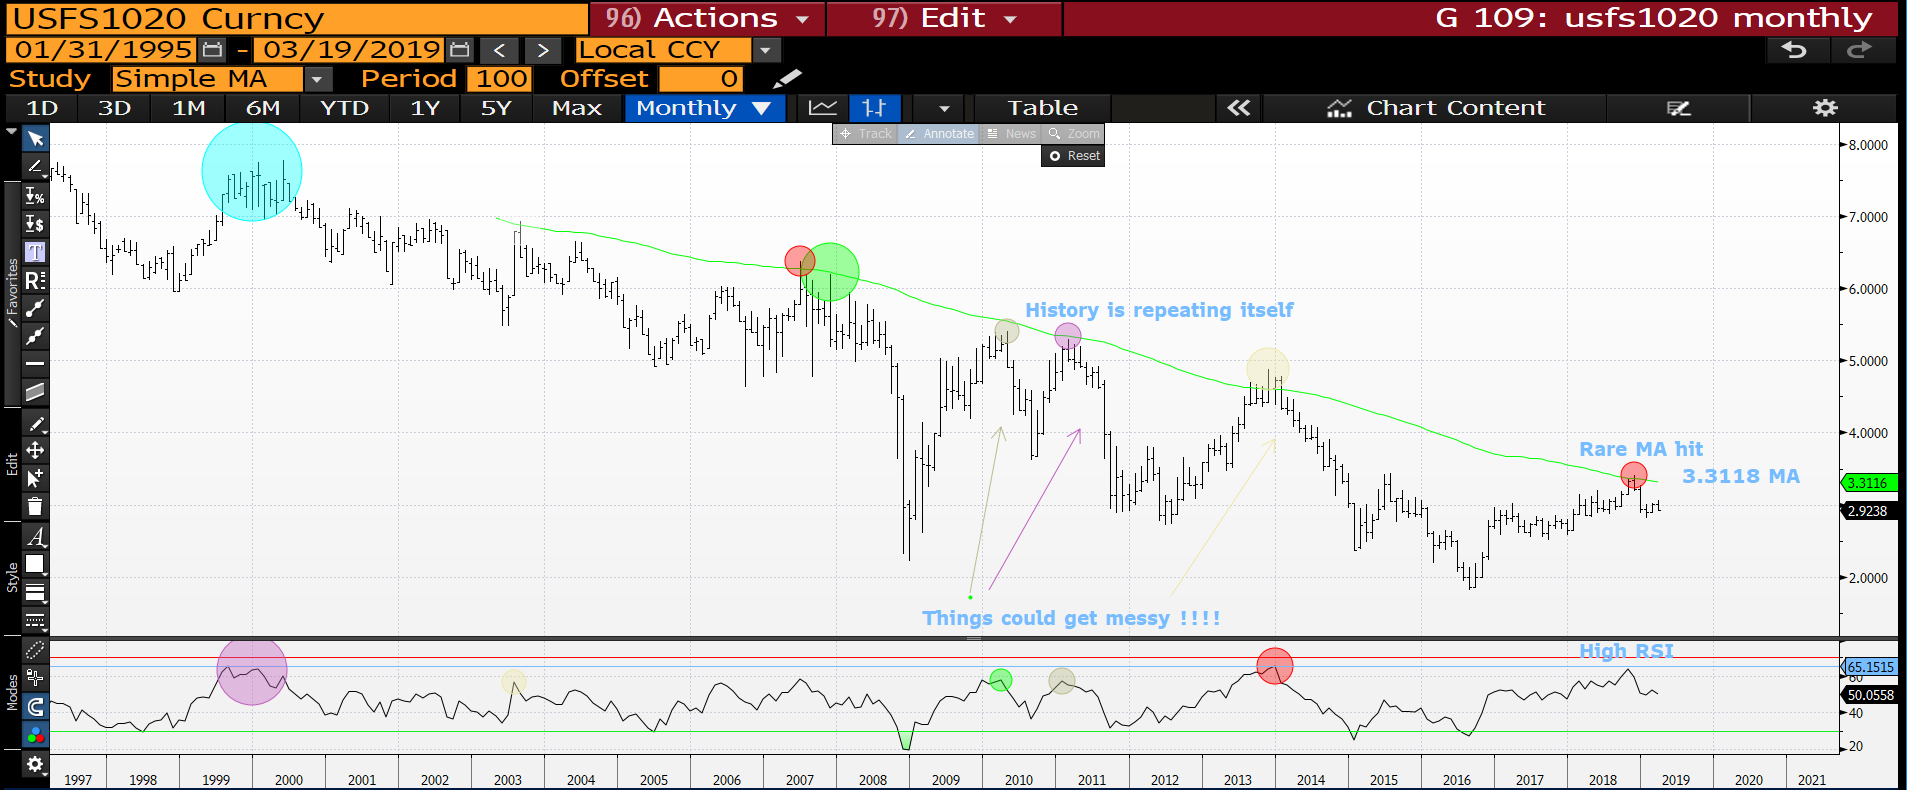 USFS1020 Curncy 96) Actions 97) Edit G 109: usfs1020 monthly
01/31/1995 - 03/19/2019 < > Local CCY
Study Simple MA Period 100 Offset 0
1D 3D 1M 6M YTD 1Y 5Y Max Monthly ▼ Table « Chart Content
Track Annotate News Zoom
Reset
8.0000
7.0000
6.0000
5.0000
4.0000
3.3116
2.9238
2.0000
History is repeating itself
Rare MA hit
3.3118 MA
Things could get messy !!!!
High RSI
65.1515
60
50.0558
40
20
Favorites
Edit
Style
Modes
%
$
T
R
A
1997 1998 1999 2000 2001 2002 2003 2004 2005 2006 2007 2008 2009 2010 2011 2012 2013 2014 2015 2016 2017 2018 2019 2020 2021